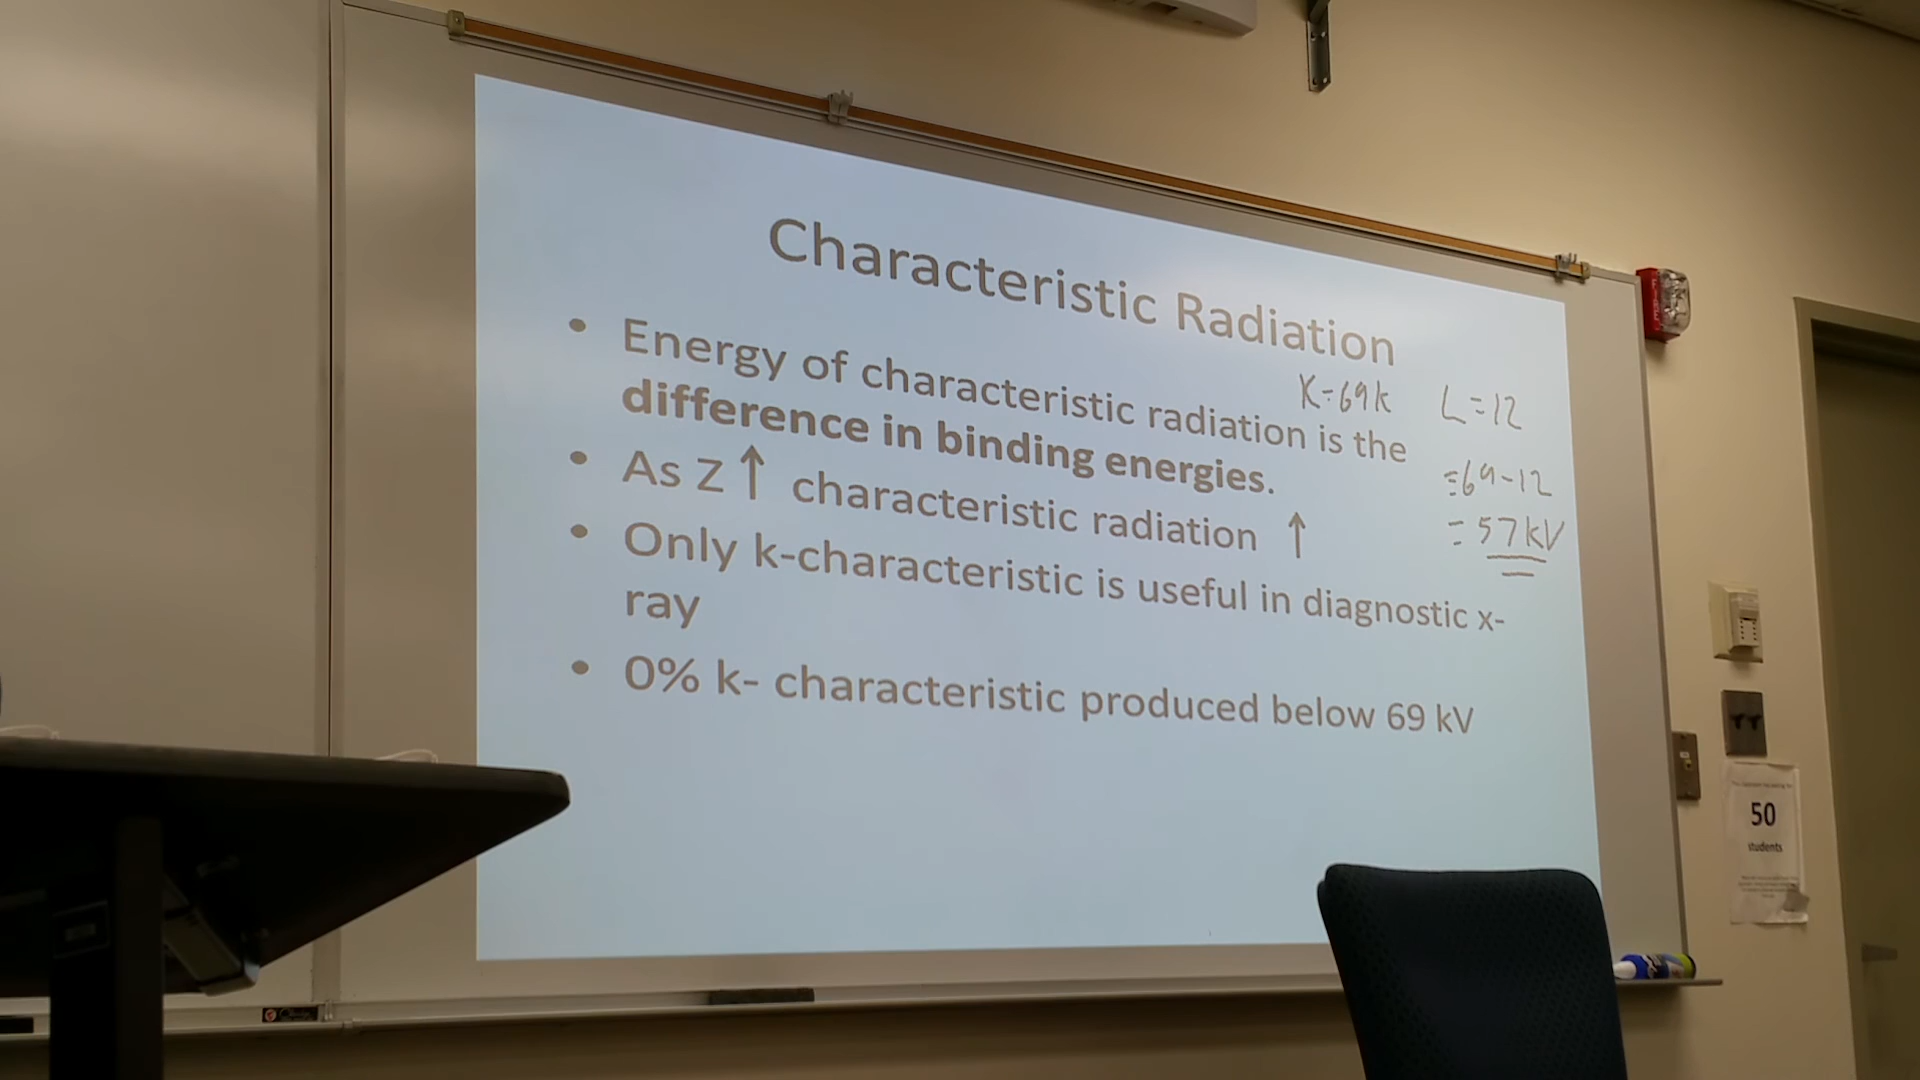 Characteristic Radiation
K=69k L=12
• Energy of characteristic radiation is the
difference in binding energies.
=69-12
• As Z ↑ characteristic radiation ↑
= 57kV
• Only k-characteristic is useful in diagnostic x-
ray
• 0% k- characteristic produced below 69 kV
50
students